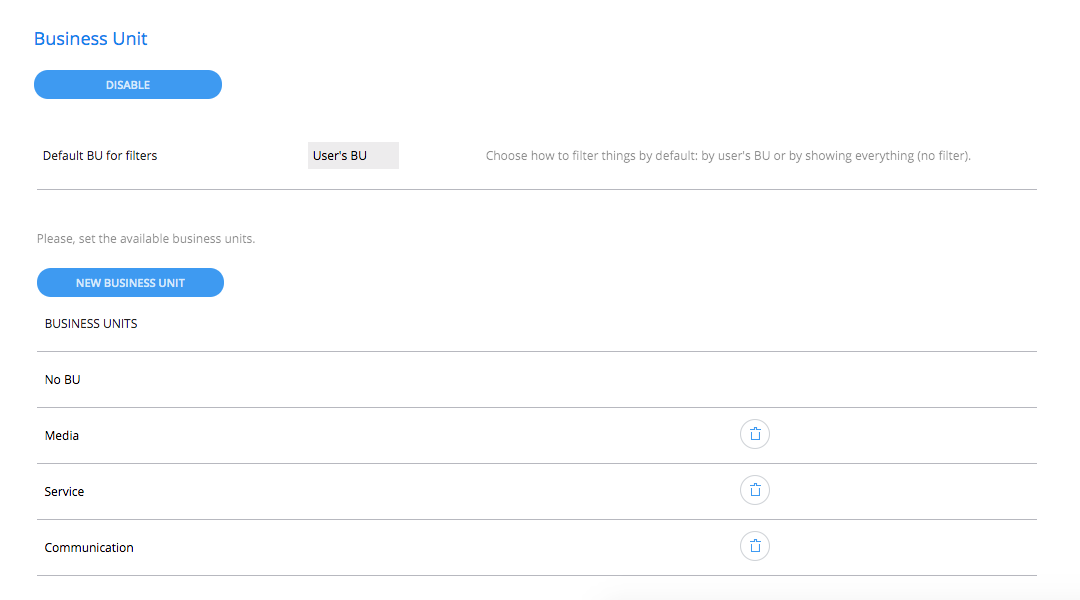 Business Unit
DISABLE
Default BU for filters
User's BU
Choose how to filter things by default: by user's BU or by showing everything (no filter).
Please, set the available business units.
NEW BUSINESS UNIT
BUSINESS UNITS
No BU
Media
Service
Communication